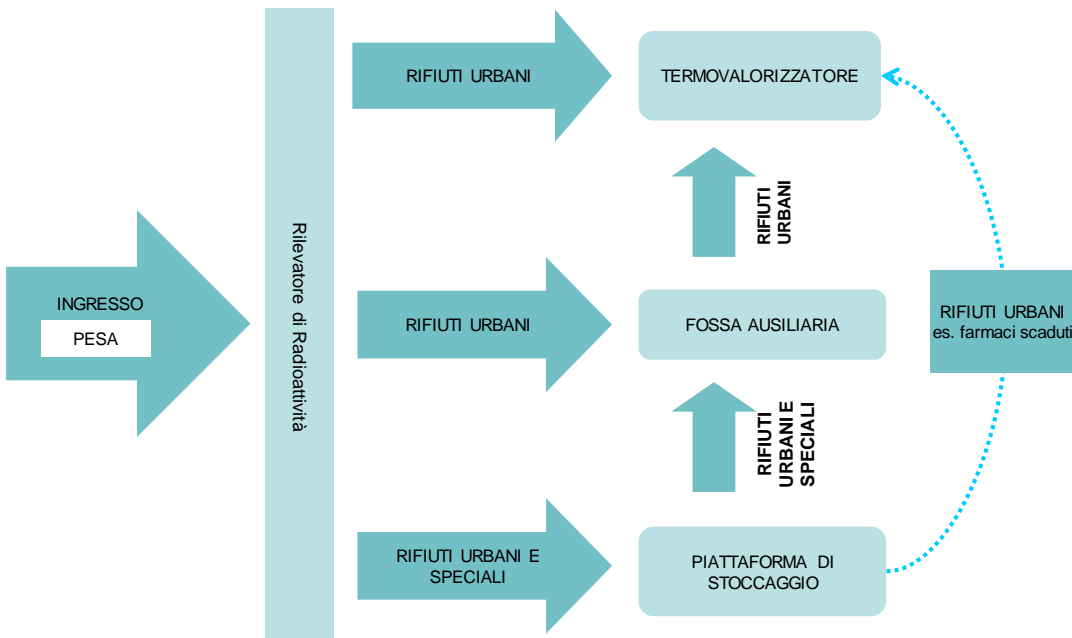 INGRESSO
PESA
Rilevatore di Radioattività
RIFIUTI URBANI
TERMOVALORIZZATORE
RIFIUTI
URBANI
RIFIUTI URBANI
FOSSA AUSILIARIA
RIFIUTI URBANI
es. farmaci scaduti
RIFIUTI
URBANI E
SPECIALI
RIFIUTI URBANI E
SPECIALI
PIATTAFORMA DI
STOCCAGGIO